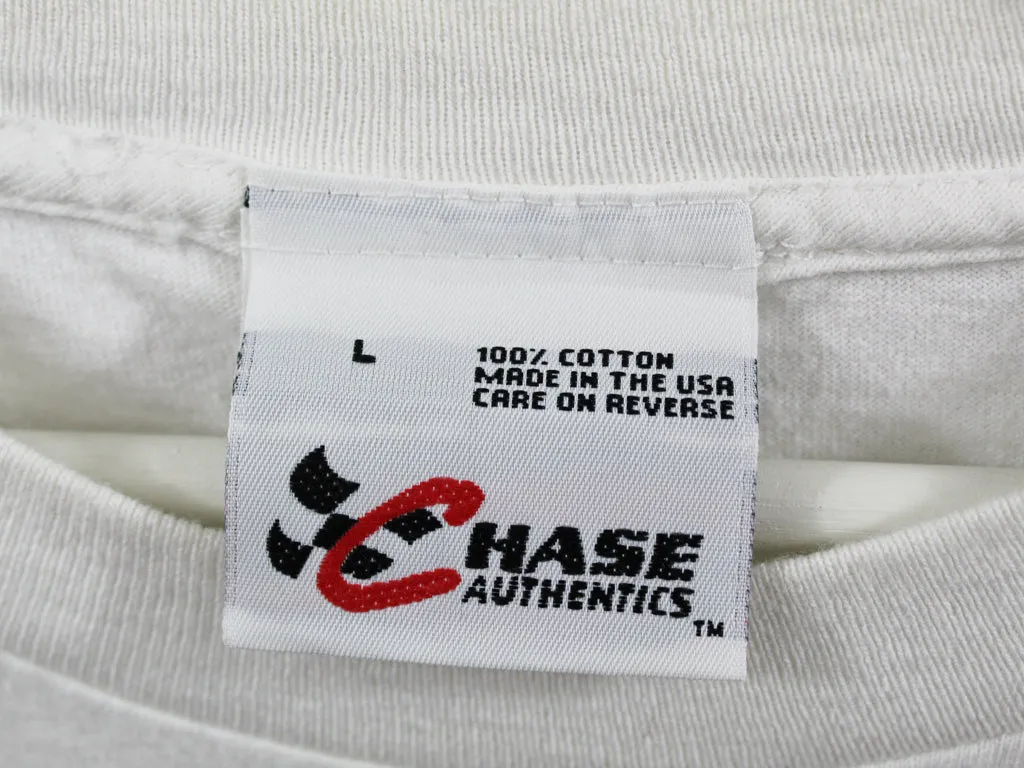 L
100% COTTON
MADE IN THE USA
CARE ON REVERSE
CHASE
AUTHENTICS
TM